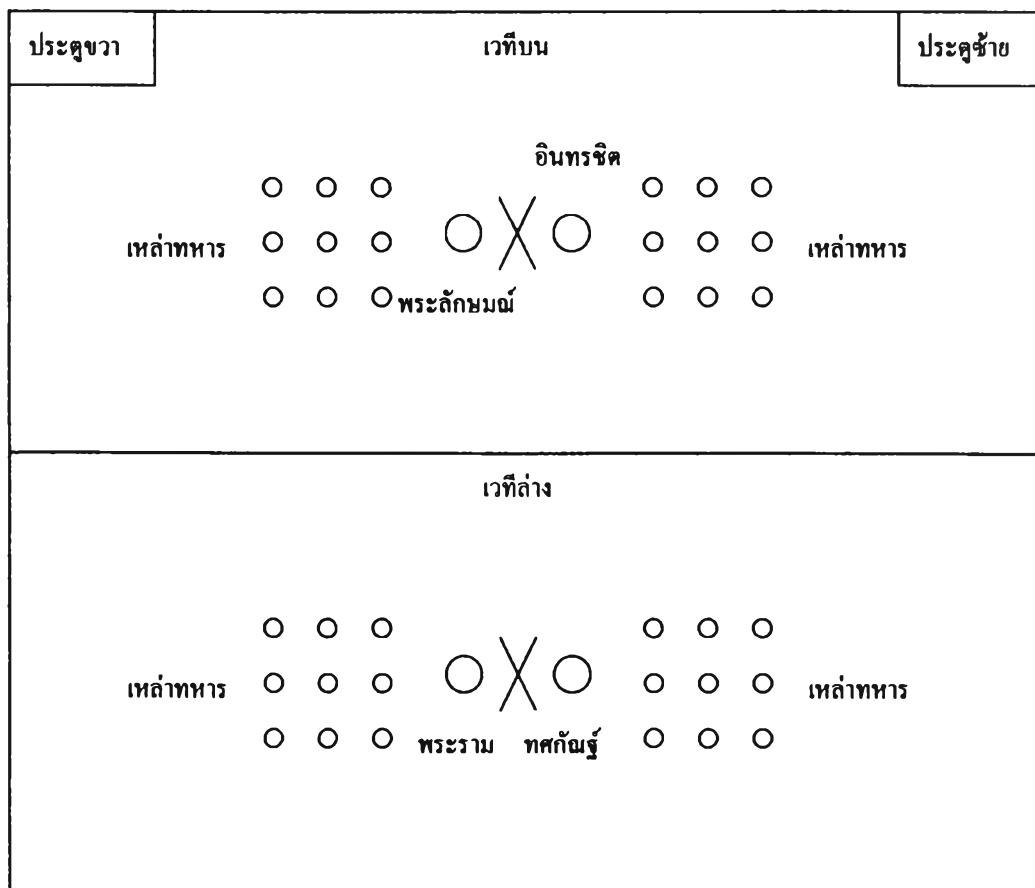 ประตูขวา
เวทีบน
ประตูซ้าย
อินทรชิต
เหล่าทหาร
เหล่าทหาร
พระลักษมณ์
เวทีล่าง
เหล่าทหาร
เหล่าทหาร
พระราม
ทศกัณฐ์